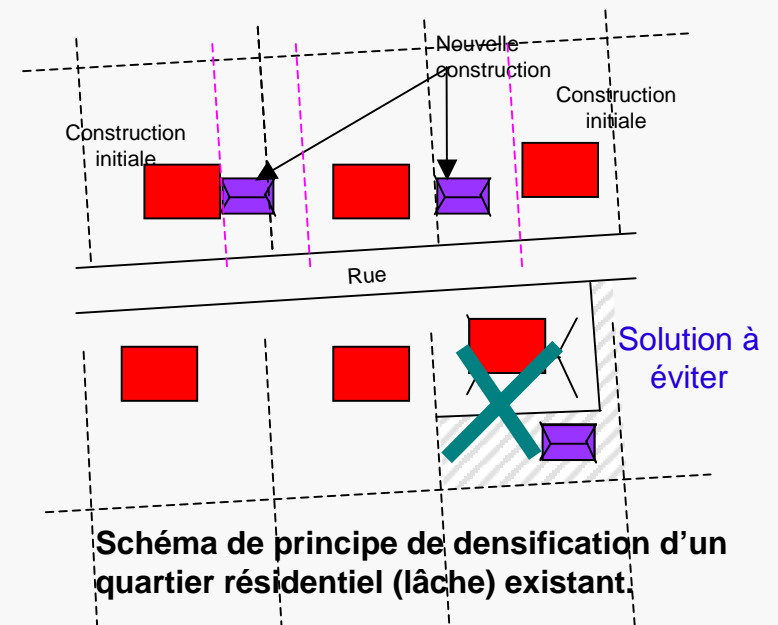 Nouvelle
construction
Construction
initiale
Construction
initiale
Rue
Solution à
éviter
Schéma de principe de densification d’un
quartier résidentiel (lâche) existant.